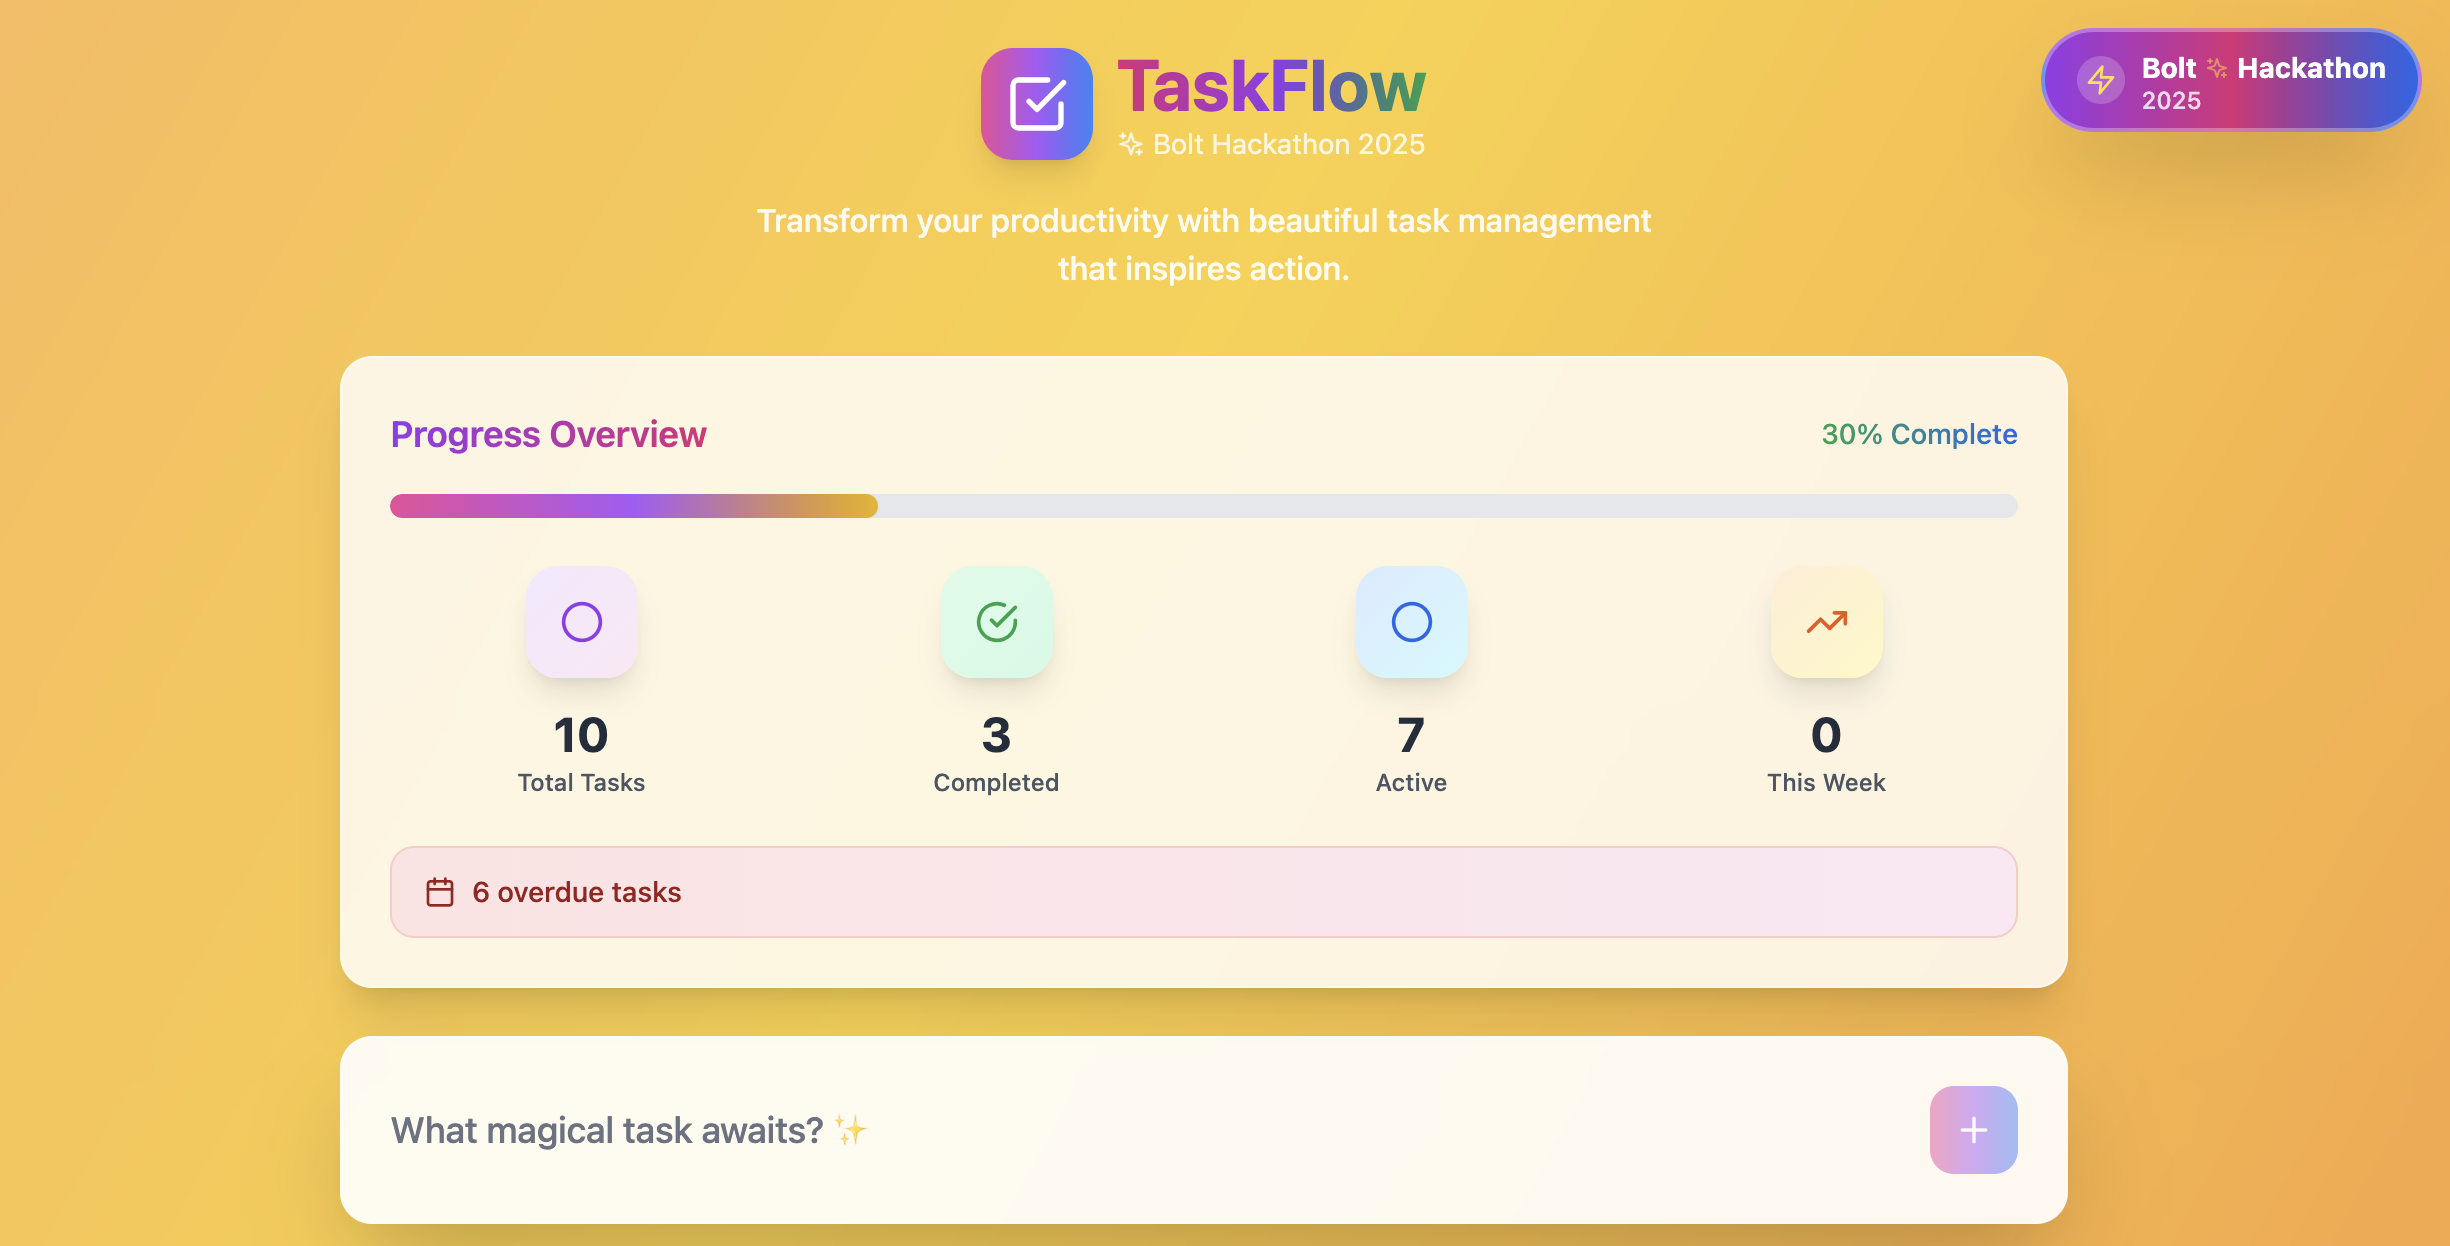 TaskFlow
✨ Bolt Hackathon 2025
Bolt ✨ Hackathon
2025
Transform your productivity with beautiful task management
that inspires action.
Progress Overview
30% Complete
10
Total Tasks
3
Completed
7
Active
0
This Week
6 overdue tasks
What magical task awaits? ✨